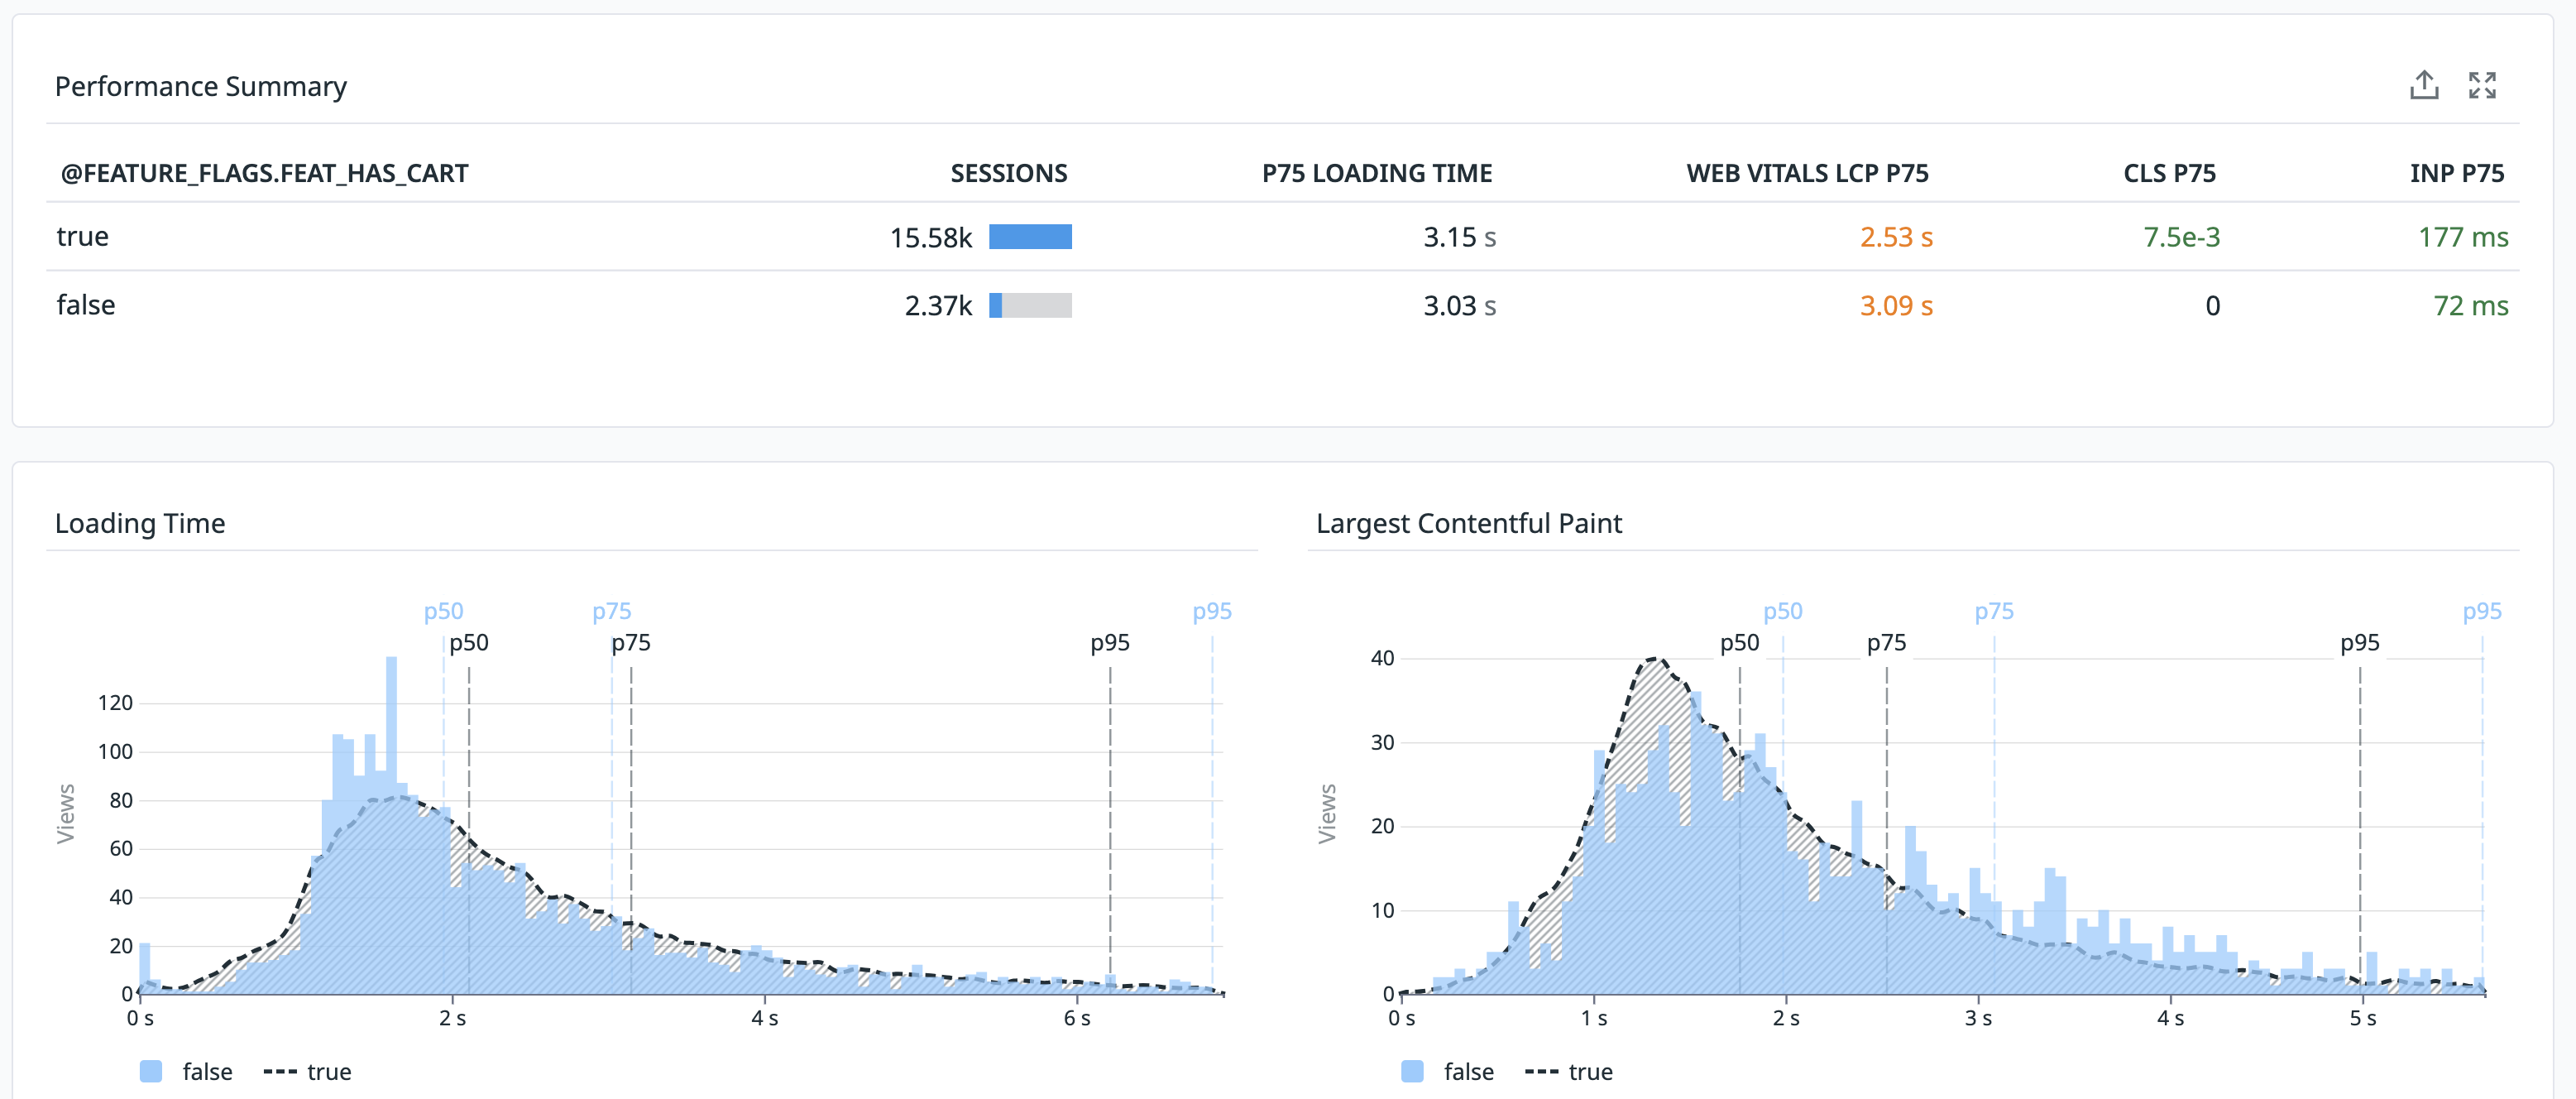 Performance Summary
@FEATURE_FLAGS.FEAT_HAS_CART SESSIONS P75 LOADING TIME WEB VITALS LCP P75 CLS P75 INP P75
true 15.58k 3.15 s 2.53 s 7.5e-3 177 ms
false 2.37k 3.03 s 3.09 s 0 72 ms
Loading Time
p50 p75 p95
p50 p75 p95
120
100
80
60
40
20
0
Views
0 s 2 s 4 s 6 s
false true
Largest Contentful Paint
p50 p75 p95
p50 p75 p95
40
30
20
10
0
Views
0 s 1 s 2 s 3 s 4 s 5 s
false true